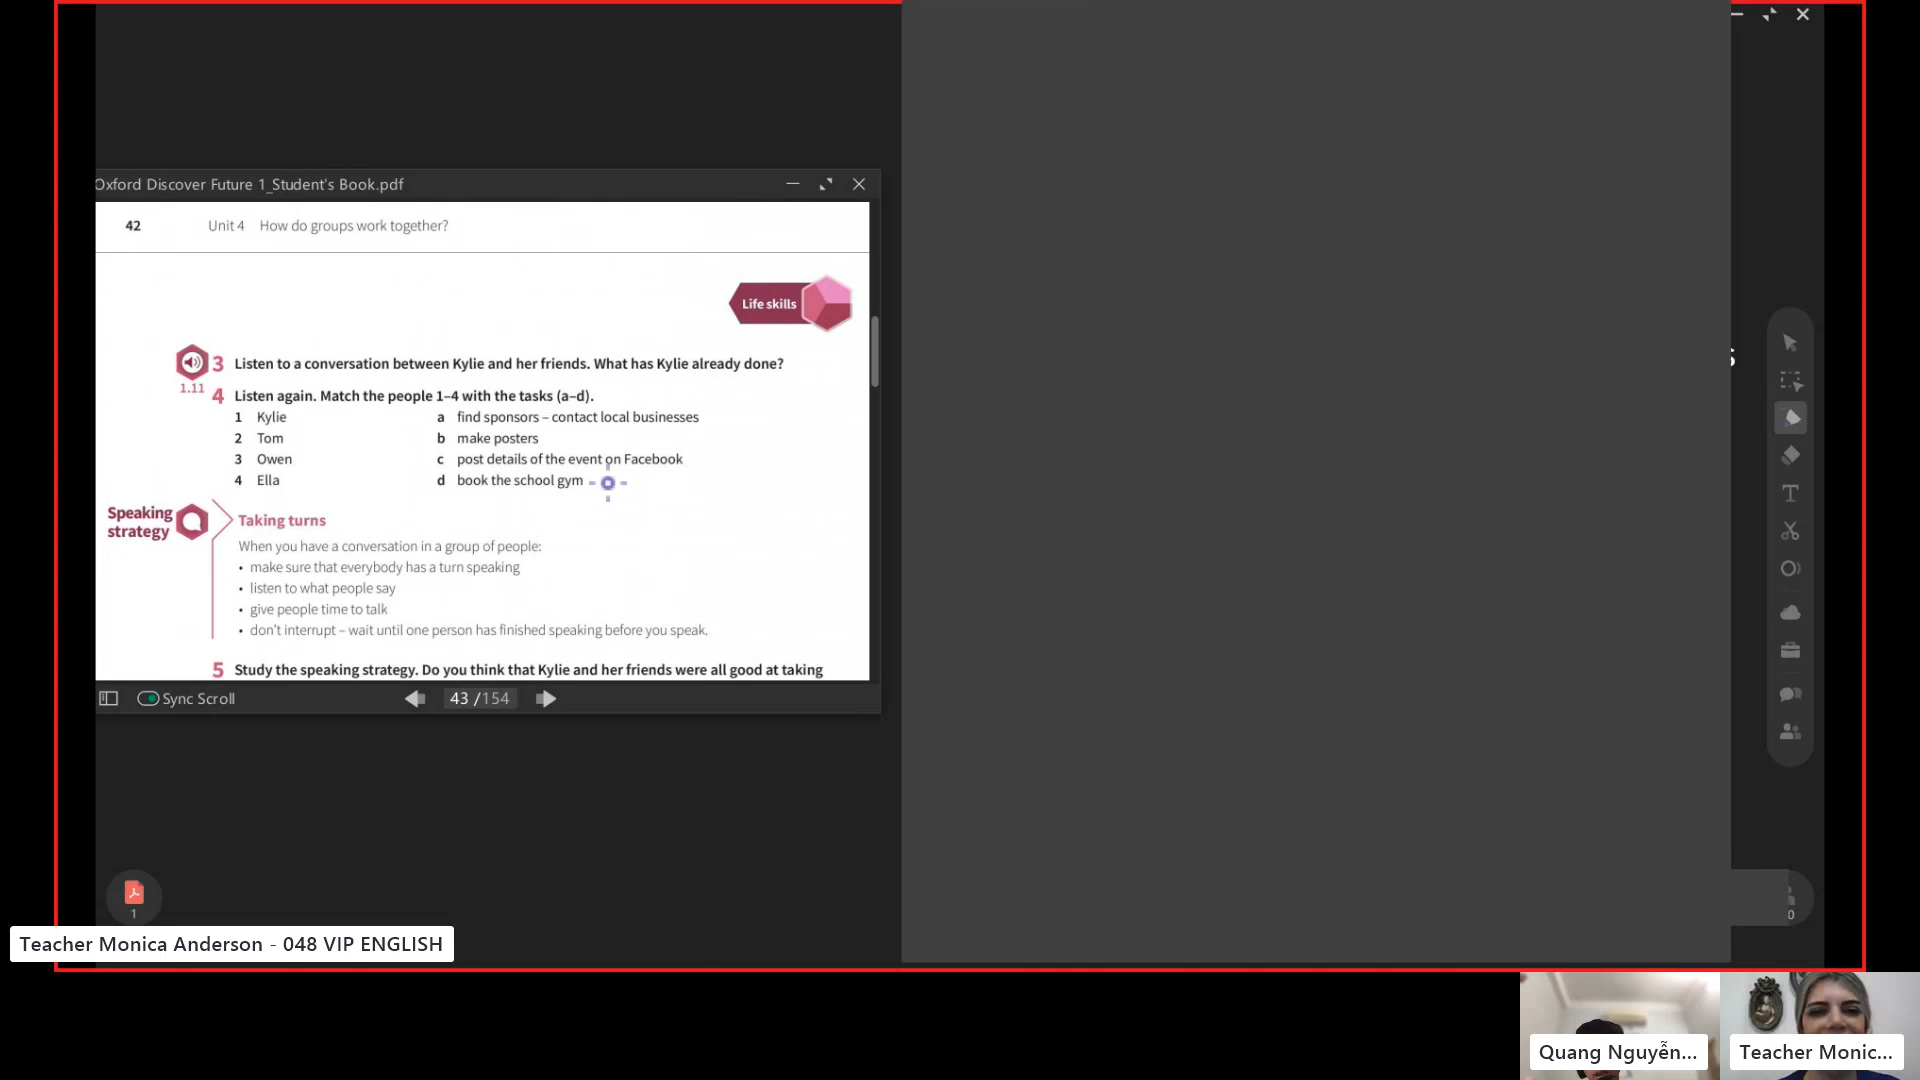 Oxford Discover Future 1_Student's Book.pdf
42 Unit 4 How do groups work together?
Life skills
3 Listen to a conversation between Kylie and her friends. What has Kylie already done?
1.11
4 Listen again. Match the people 1–4 with the tasks (a–d).
1 Kylie a find sponsors – contact local businesses
2 Tom b make posters
3 Owen c post details of the event on Facebook
4 Ella d book the school gym
Speaking strategy
Taking turns
When you have a conversation in a group of people:
• make sure that everybody has a turn speaking
• listen to what people say
• give people time to talk
• don't interrupt – wait until one person has finished speaking before you speak.
5 Study the speaking strategy. Do you think that Kylie and her friends were all good at taking
Sync Scroll 43 /154
1
0
Teacher Monica Anderson - 048 VIP ENGLISH
Quang Nguyễn...
Teacher Monic...